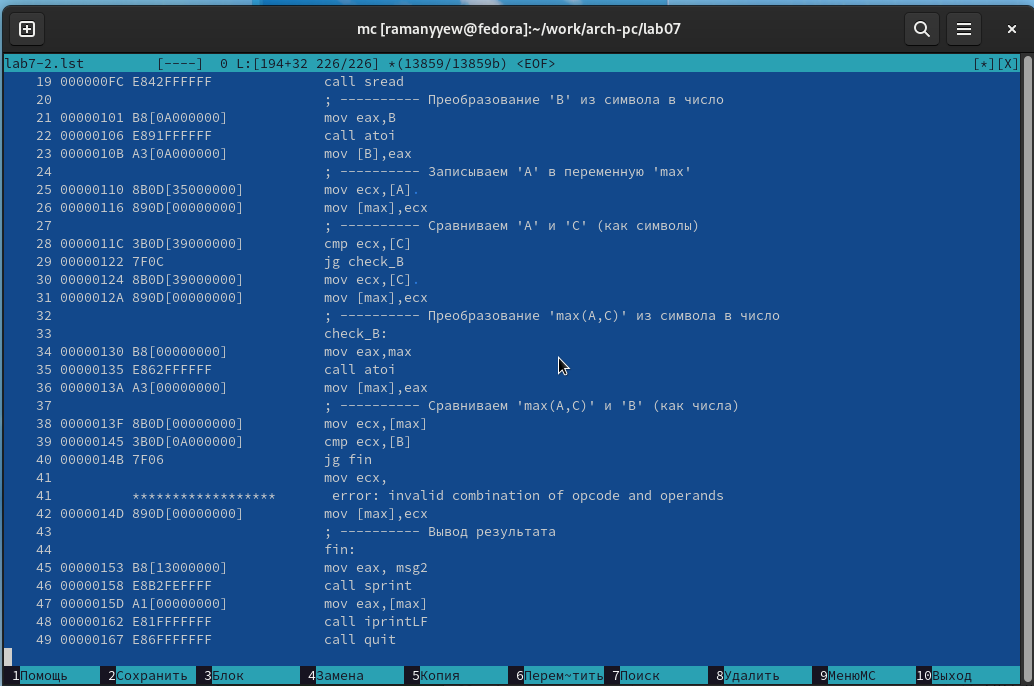 mc [ramanyyew@fedora]:~/work/arch-pc/lab07
lab7-2.lst [----] 0 L:[194+32 226/226] *(13859/13859b) <EOF> [*][X]
19 000000FC E842FFFFFF call sread
20 ; ---------- Преобразование 'B' из символа в число
21 00000101 B8[0A000000] mov eax,B
22 00000106 E891FFFFFF call atoi
23 0000010B A3[0A000000] mov [B],eax
24 ; ---------- Записываем 'A' в переменную 'max'
25 00000110 8B0D[35000000] mov ecx,[A].
26 00000116 890D[00000000] mov [max],ecx
27 ; ---------- Сравниваем 'A' и 'C' (как символы)
28 0000011C 3B0D[39000000] cmp ecx,[C]
29 00000122 7F0C jg check_B
30 00000124 8B0D[39000000] mov ecx,[C].
31 0000012A 890D[00000000] mov [max],ecx
32 ; ---------- Преобразование 'max(A,C)' из символа в число
33 check_B:
34 00000130 B8[00000000] mov eax,max
35 00000135 E862FFFFFF call atoi
36 0000013A A3[00000000] mov [max],eax
37 ; ---------- Сравниваем 'max(A,C)' и 'B' (как числа)
38 0000013F 8B0D[00000000] mov ecx,[max]
39 00000145 3B0D[0A000000] cmp ecx,[B]
40 0000014B 7F06 jg fin
41 mov ecx,
41 ****************** error: invalid combination of opcode and operands
42 0000014D 890D[00000000] mov [max],ecx
43 ; ---------- Вывод результата
44 fin:
45 00000153 B8[13000000] mov eax, msg2
46 00000158 E8B2FEFFFF call sprint
47 0000015D A1[00000000] mov eax,[max]
48 00000162 E81FFFFFFF call iprintLF
49 00000167 E86FFFFFFF call quit
1Помощь 2Сохранить 3Блок 4Замена 5Копия 6Перем~тить 7Поиск 8Удалить 9МенюMC 10Выход